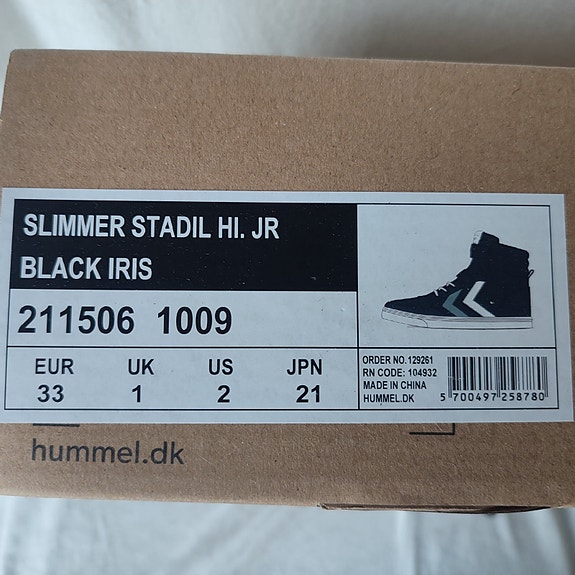 SLIMMER STADIL HI. JR
BLACK IRIS
211506 1009
EUR UK US JPN
33 1 2 21
ORDER NO. 129261
RN CODE: 104932
MADE IN CHINA
HUMMEL.DK
5 700497 258780
hummel.dk